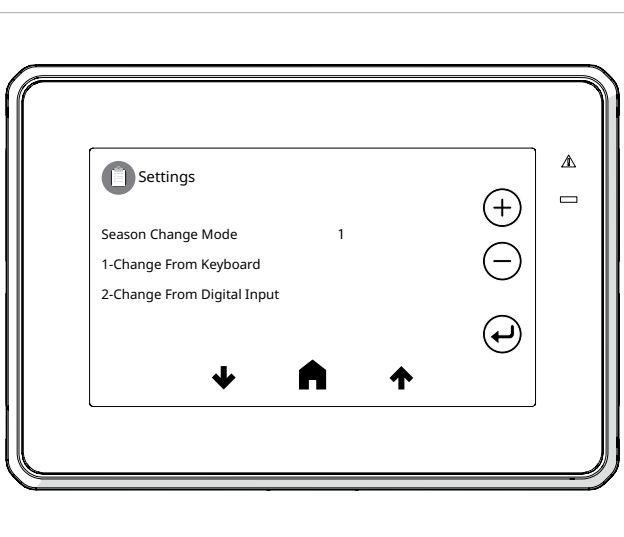 Settings
Season Change Mode 1
1-Change From Keyboard
2-Change From Digital Input